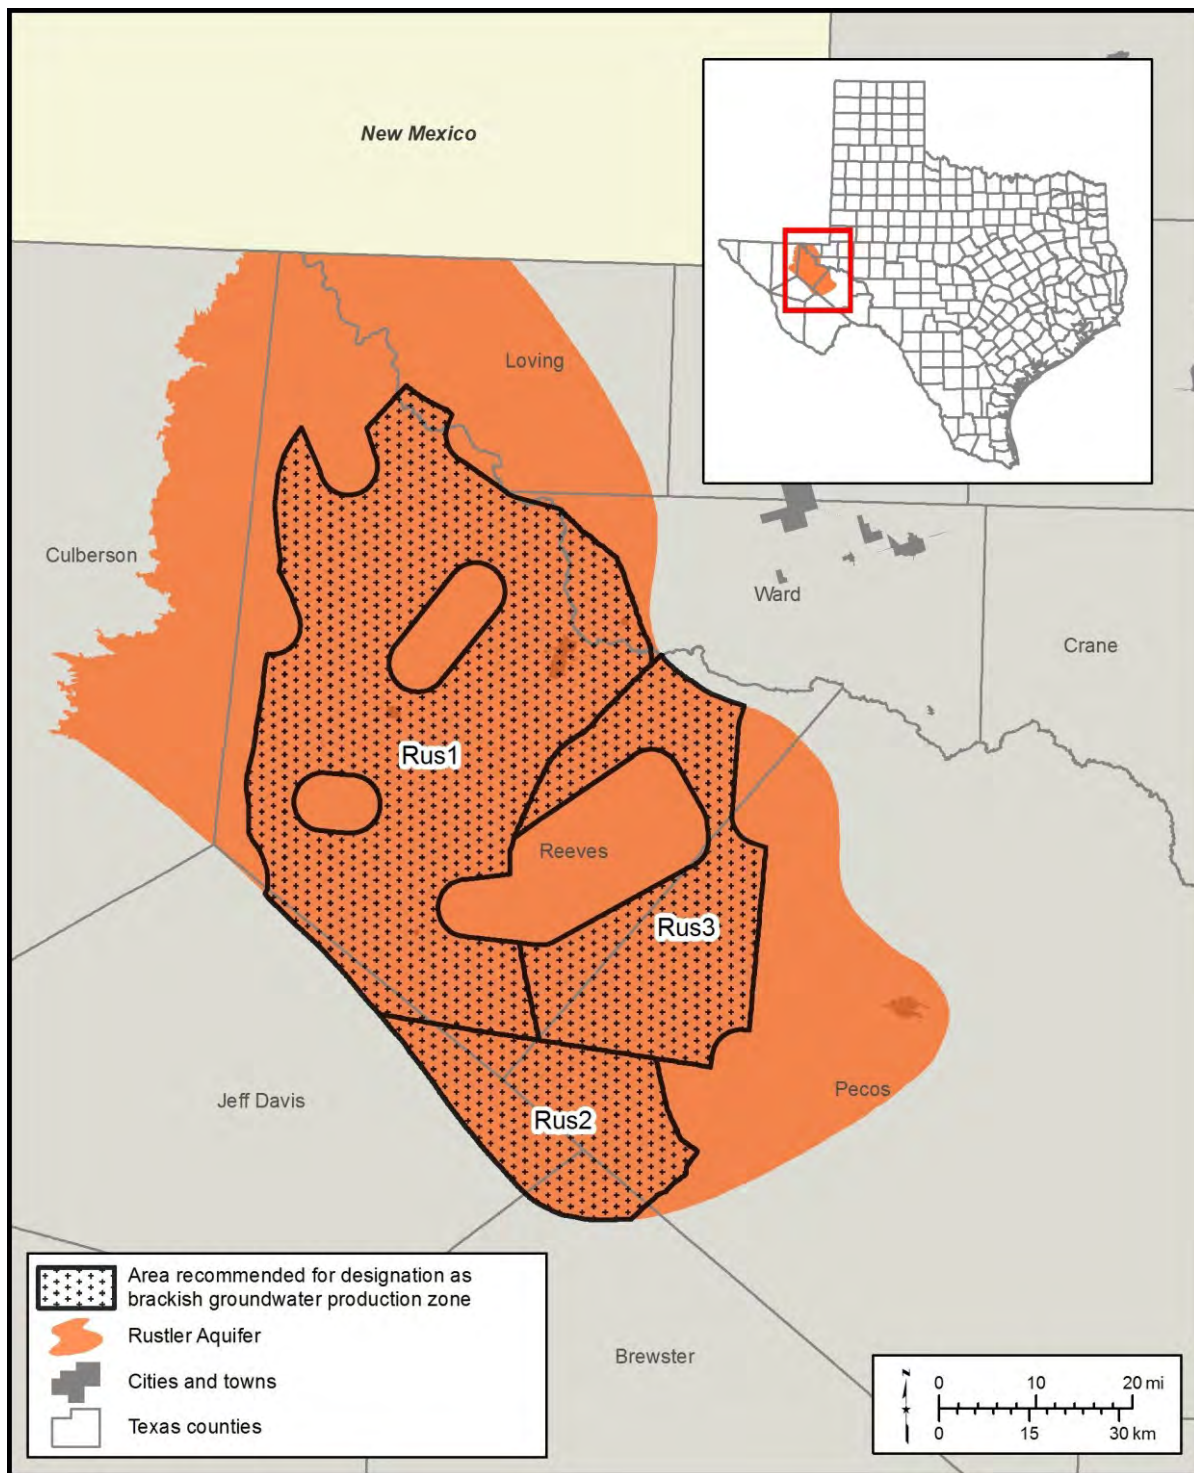 New Mexico
Loving
Culberson
Ward
Crane
Rus1
Reeves
Rus3
Pecos
Jeff Davis
Rus2
Brewster
Area recommended for designation as
brackish groundwater production zone
Rustler Aquifer
Cities and towns
Texas counties
N
0 10 20 mi
0 15 30 km